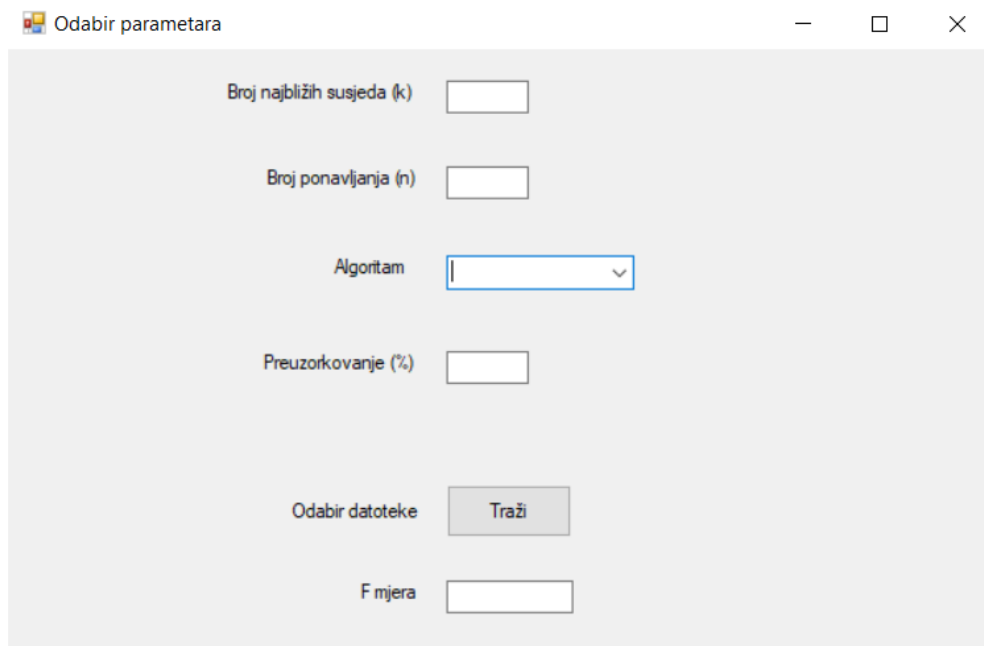 Odabir parametara
Broj najbližih susjeda (k)
Broj ponavljanja (n)
Algoritam
Preuzorkovanje (%)
Odabir datoteke Traži
F mjera